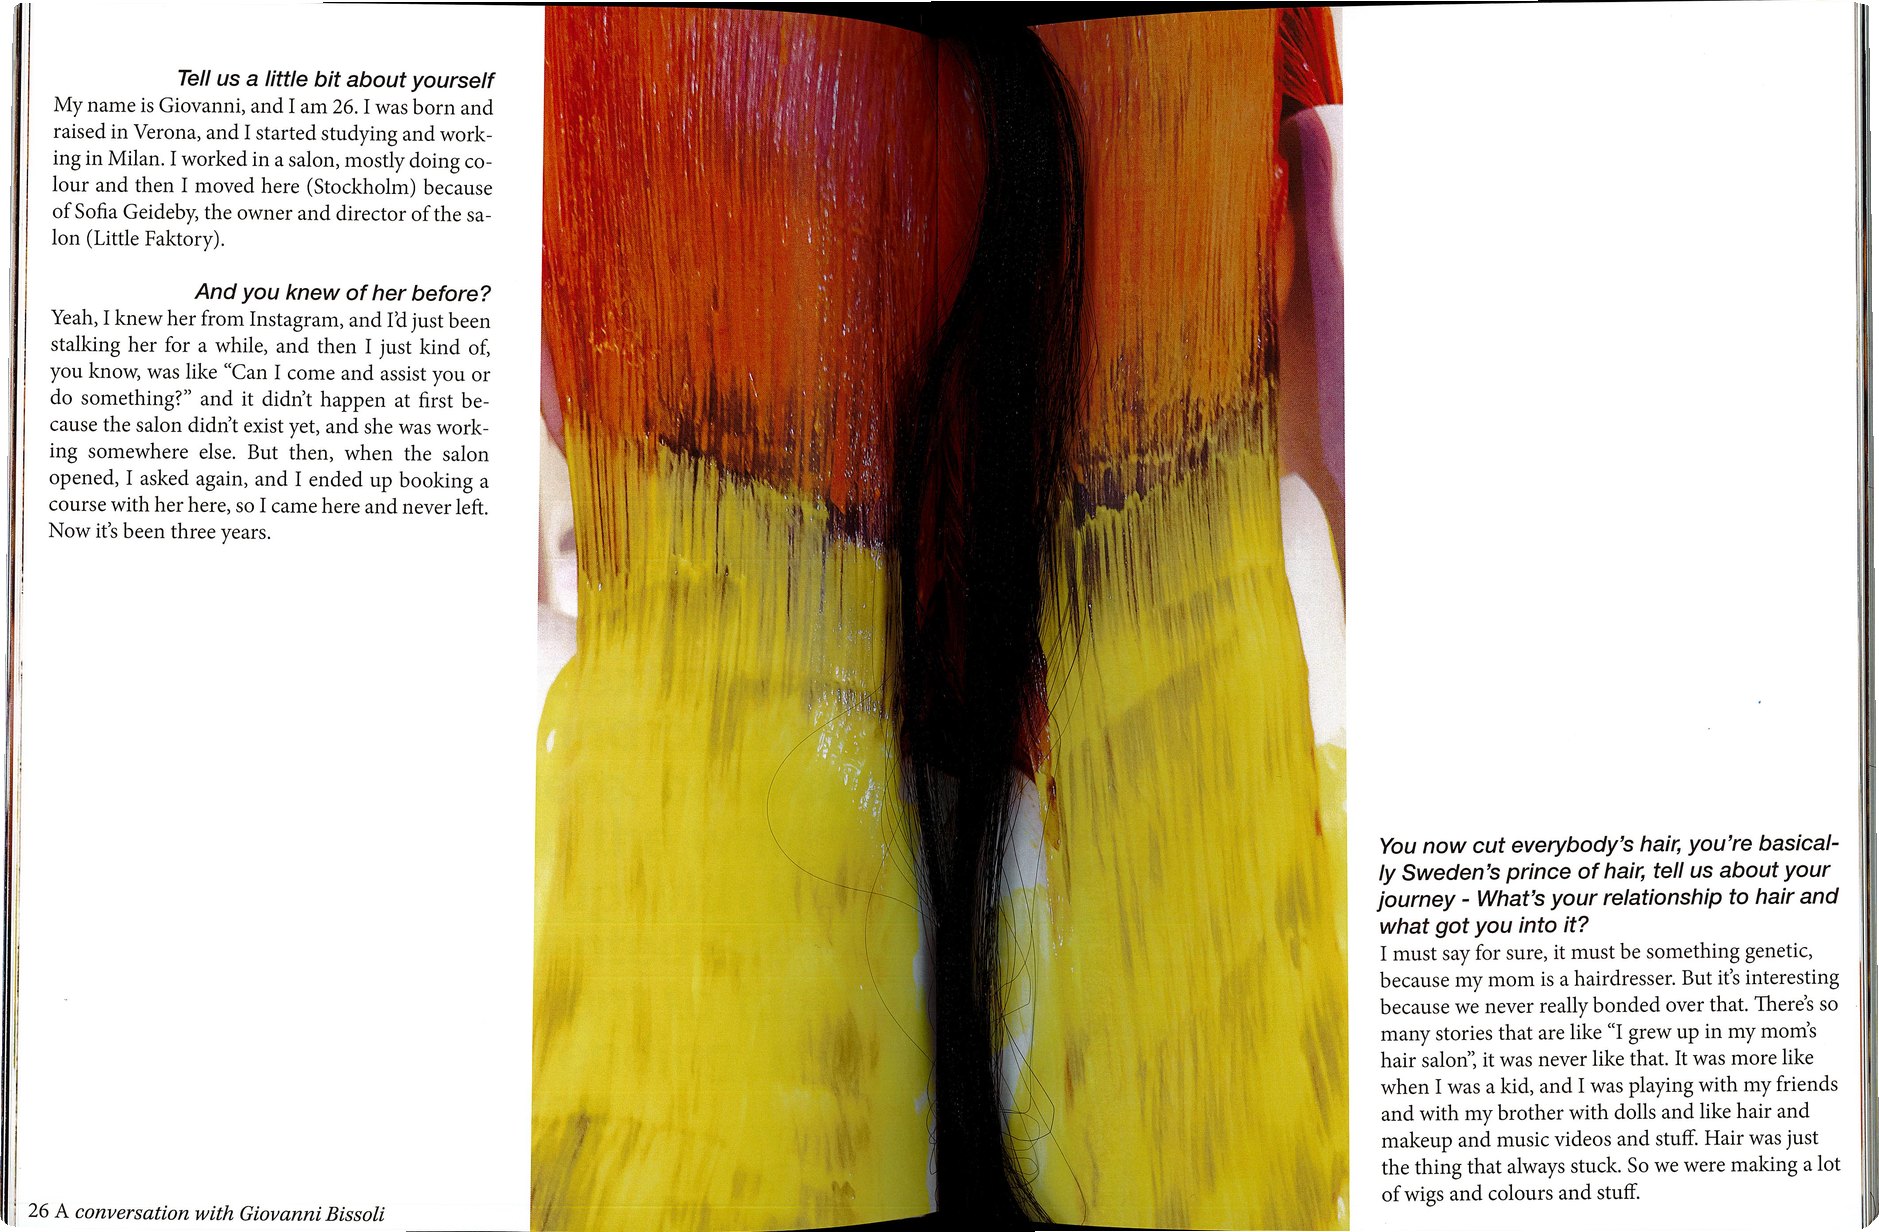 Tell us a little bit about yourself
My name is Giovanni, and I am 26. I was born and
raised in Verona, and I started studying and work-
ing in Milan. I worked in a salon, mostly doing co-
lour and then I moved here (Stockholm) because
of Sofia Geideby, the owner and director of the sa-
lon (Little Faktory).
And you knew of her before?
Yeah, I knew her from Instagram, and I’d just been
stalking her for a while, and then I just kind of,
you know, was like “Can I come and assist you or
do something?” and it didn’t happen at first be-
cause the salon didn’t exist yet, and she was work-
ing somewhere else. But then, when the salon
opened, I asked again, and I ended up booking a
course with her here, so I came here and never left.
Now it’s been three years.
26 A conversation with Giovanni Bissoli
You now cut everybody’s hair, you’re basical-
ly Sweden’s prince of hair, tell us about your
journey - What’s your relationship to hair and
what got you into it?
I must say for sure, it must be something genetic,
because my mom is a hairdresser. But it’s interesting
because we never really bonded over that. There’s so
many stories that are like “I grew up in my mom’s
hair salon”, it was never like that. It was more like
when I was a kid, and I was playing with my friends
and with my brother with dolls and like hair and
makeup and music videos and stuff. Hair was just
the thing that always stuck. So we were making a lot
of wigs and colours and stuff.